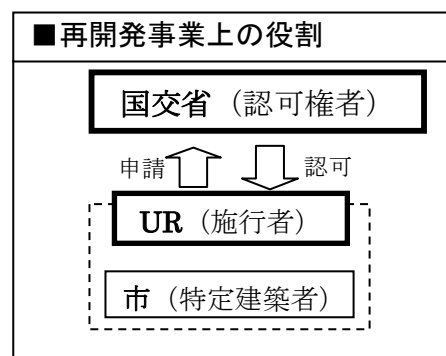 ■再開発事業上の役割
国交省（認可権者）
申請
認可
UR（施行者）
市（特定建築者）